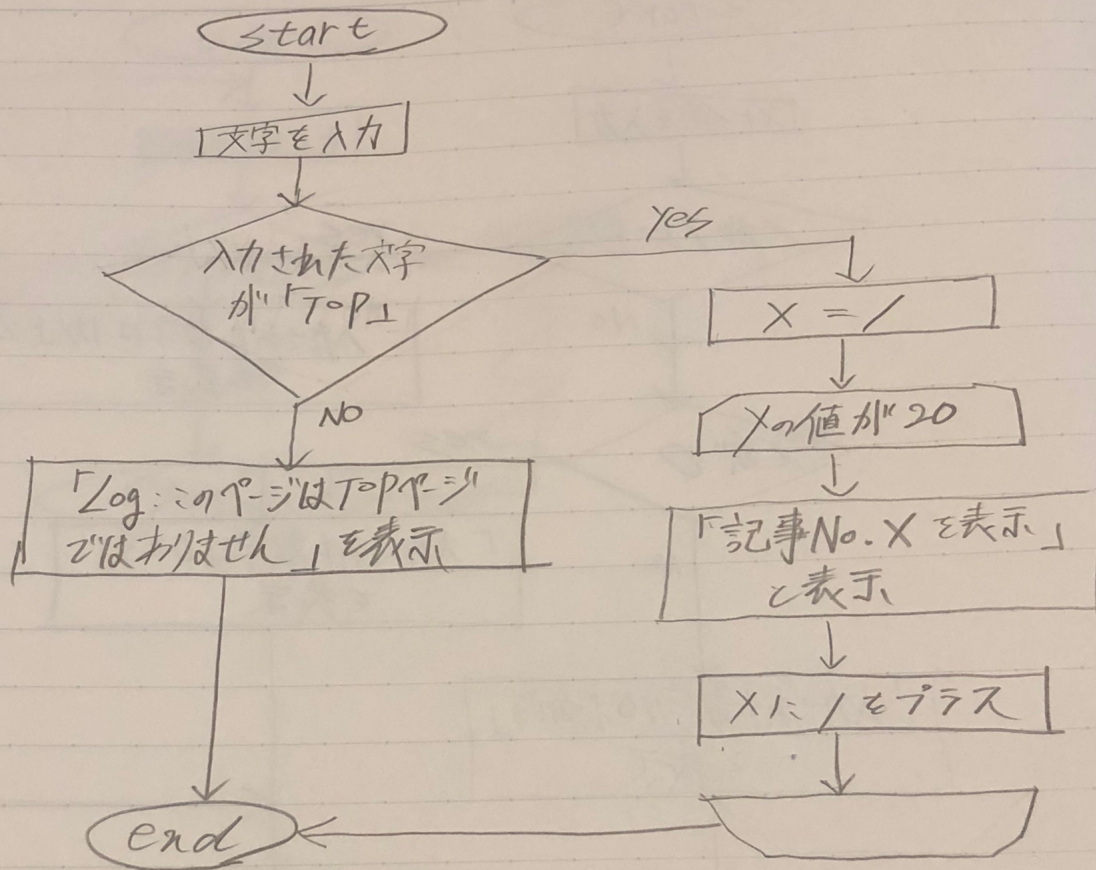 start
文字を入力
入力された文字
が「TOP」
yes
NO
「Log:このページはTOPページ
ではありません」を表示
X = 1
Xの値が20
「記事No.Xを表示」
と表示
Xに1をプラス
end